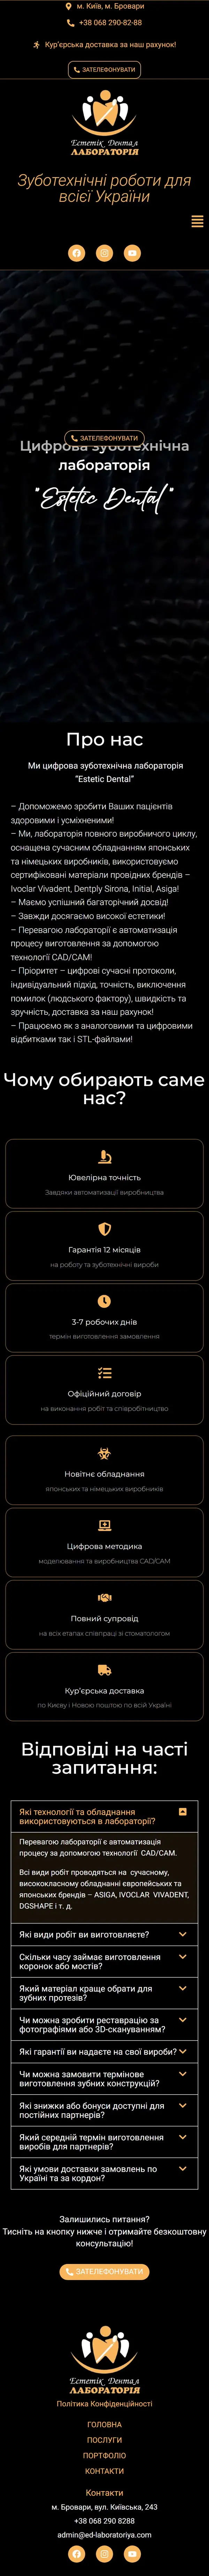 м. Київ, м. Бровари
+38 068 290-82-88
Кур'єрська доставка за наш рахунок!
ЗАТЕЛЕФОНУВАТИ
Естетік Дентал
ЛАБОРАТОРІЯ
Зуботехнічні роботи для
всієї України
ЗАТЕЛЕФОНУВАТИ
Цифрова зуботехнічна
лабораторія
"Estetic Dental"
Про нас
Ми цифрова зуботехнічна лабораторія
“Estetic Dental”
– Допоможемо зробити Ваших пацієнтів
здоровими і усміхненими!
– Ми, лабораторія повного виробничого циклу,
оснащена сучасним обладнанням японських
та німецьких виробників, використовуємо
сертифіковані матеріали провідних брендів –
Ivoclar Vivadent, Dentply Sirona, Initial, Asiga!
– Маємо успішний багаторічний досвід!
– Завжди досягаємо високої естетики!
– Перевагою лабораторії є автоматизація
процесу виготовлення за допомогою
технології CAD/CAM!
– Пріоритет – цифрові сучасні протоколи,
індивідуальний підхід, точність, виключення
помилок (людського фактору), швидкість та
зручність, доставка за наш рахунок!
– Працюємо як з аналоговими та цифровими
відбитками так і STL-файлами!
Чому обирають саме
нас?
Ювелірна точність
Завдяки автоматизації виробництва
Гарантія 12 місяців
на роботу та зуботехнічні вироби
3-7 робочих днів
термін виготовлення замовлення
Офіційний договір
на виконання робіт та співробітництво
Новітнє обладнання
японських та німецьких виробників
Цифрова методика
моделювання та виробництва CAD/CAM
Повний супровід
на всіх етапах співпраці зі стоматологом
Кур’єрська доставка
по Києву і Новою поштою по всій Україні
Відповіді на часті
запитання:
Які технології та обладнання
використовуються в лабораторії?
Перевагою лабораторії є автоматизація
процесу за допомогою технології CAD/CAM.
Всі види робіт проводяться на сучасному,
висококласному обладнанні європейських та
японських брендів – ASIGA, IVOCLAR VIVADENT,
DGSHAPE і т. д.
Які види робіт ви виготовляєте?
Скільки часу займає виготовлення
коронок або мостів?
Який матеріал краще обрати для
зубних протезів?
Чи можна зробити реставрацію за
фотографіями або 3D-скануванням?
Які гарантії ви надаєте на свої вироби?
Чи можна замовити термінове
виготовлення зубних конструкцій?
Які знижки або бонуси доступні для
постійних партнерів?
Який середній термін виготовлення
виробів для партнерів?
Які умови доставки замовлень по
Україні та за кордон?
Залишились питання?
Тисніть на кнопку нижче і отримайте безкоштовну
консультацію!
ЗАТЕЛЕФОНУВАТИ
Естетік Дентал
ЛАБОРАТОРІЯ
Політика Конфіденційності
ГОЛОВНА
ПОСЛУГИ
ПОРТФОЛІО
КОНТАКТИ
Контакти
м. Бровари, вул. Київська, 243
+38 068 290 8288
admin@ed-laboratoriya.com